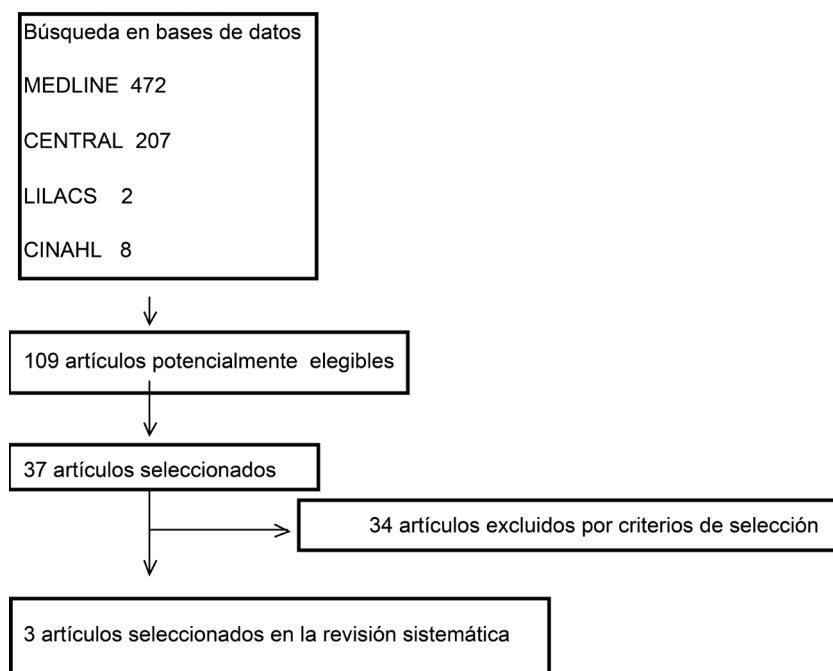 Búsqueda en bases de datos
MEDLINE 472
CENTRAL 207
LILACS 2
CINAHL 8
109 artículos potencialmente elegibles
37 artículos seleccionados
34 artículos excluidos por criterios de selección
3 artículos seleccionados en la revisión sistemática